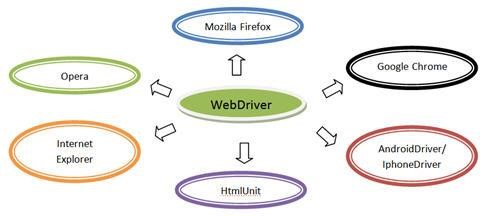 Mozilla Firefox
Opera
Google Chrome
WebDriver
Internet
Explorer
AndroidDriver/
IphoneDriver
HtmlUnit